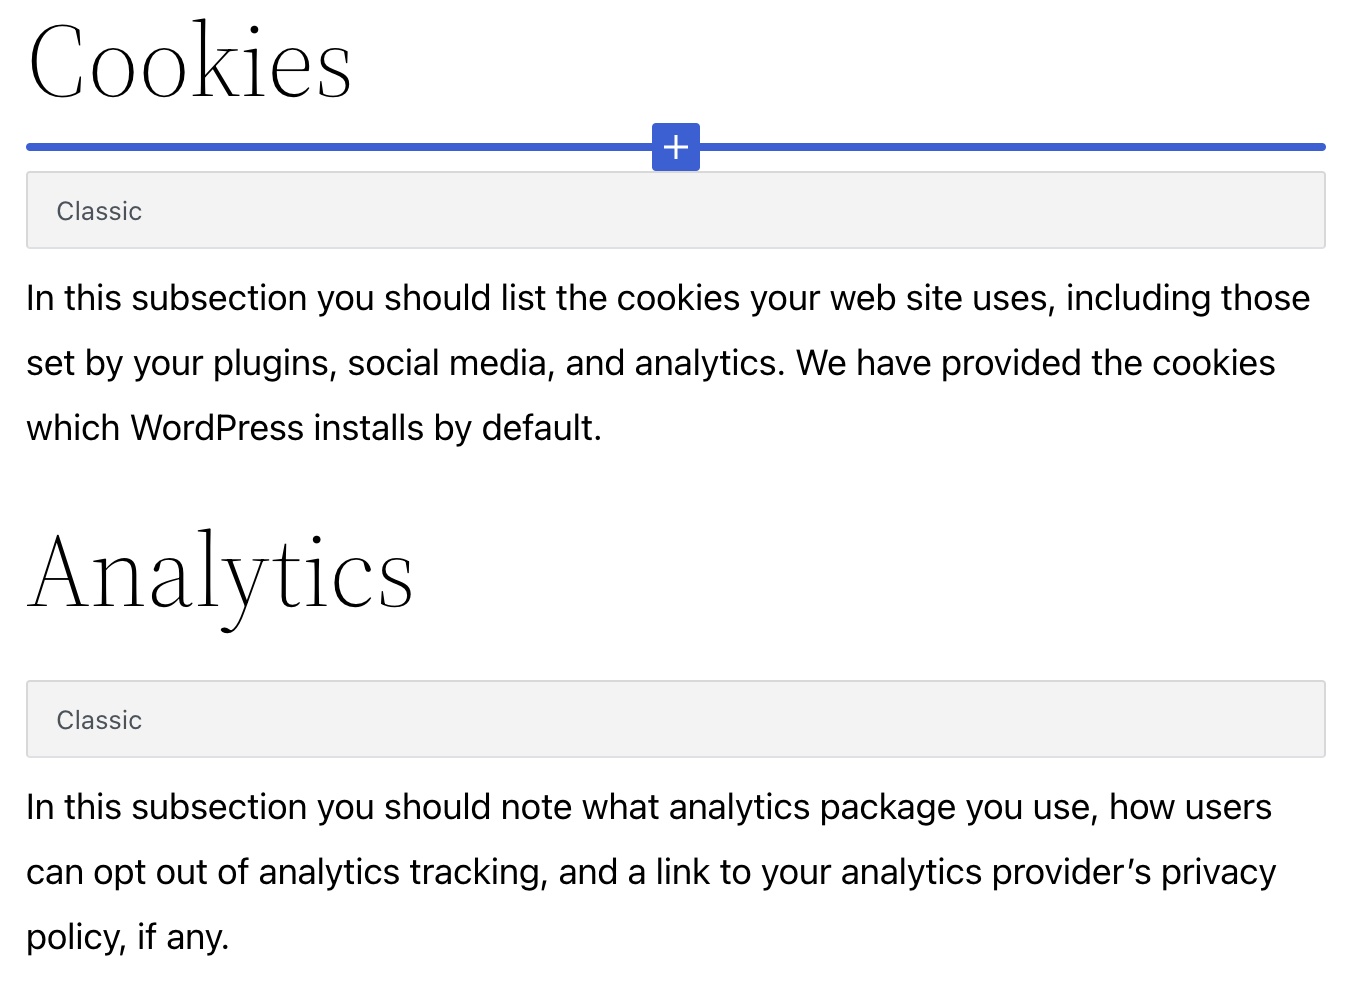 Cookies
Classic
In this subsection you should list the cookies your web site uses, including those
set by your plugins, social media, and analytics. We have provided the cookies
which WordPress installs by default.
Analytics
Classic
In this subsection you should note what analytics package you use, how users
can opt out of analytics tracking, and a link to your analytics provider’s privacy
policy, if any.